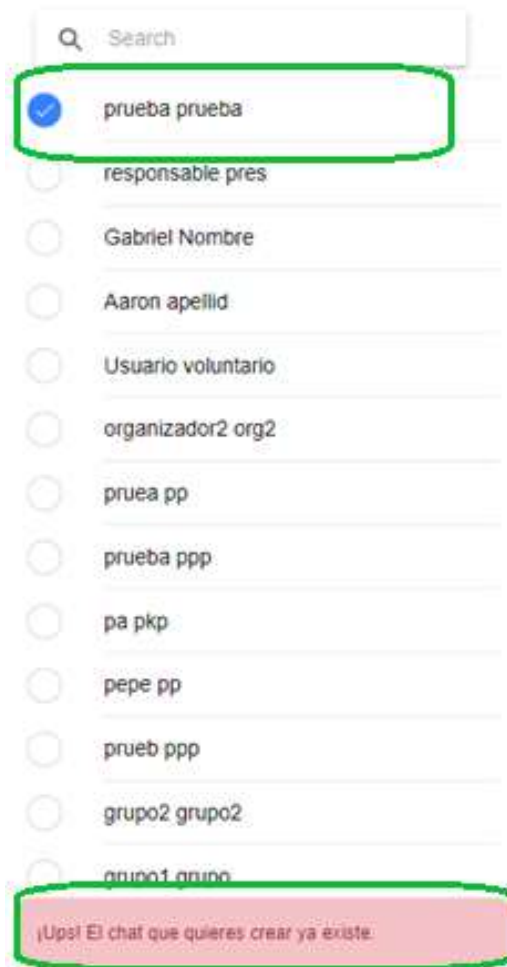 Search
prueba prueba
responsable pres
Gabriel Nombre
Aaron apellid
Usuario voluntario
organizador2 org2
pruea pp
prueba ppp
pa pkp
pepe pp
prueb ppp
grupo2 grupo2
grupo1 grupo
¡Ups! El chat que quieres crear ya existe.